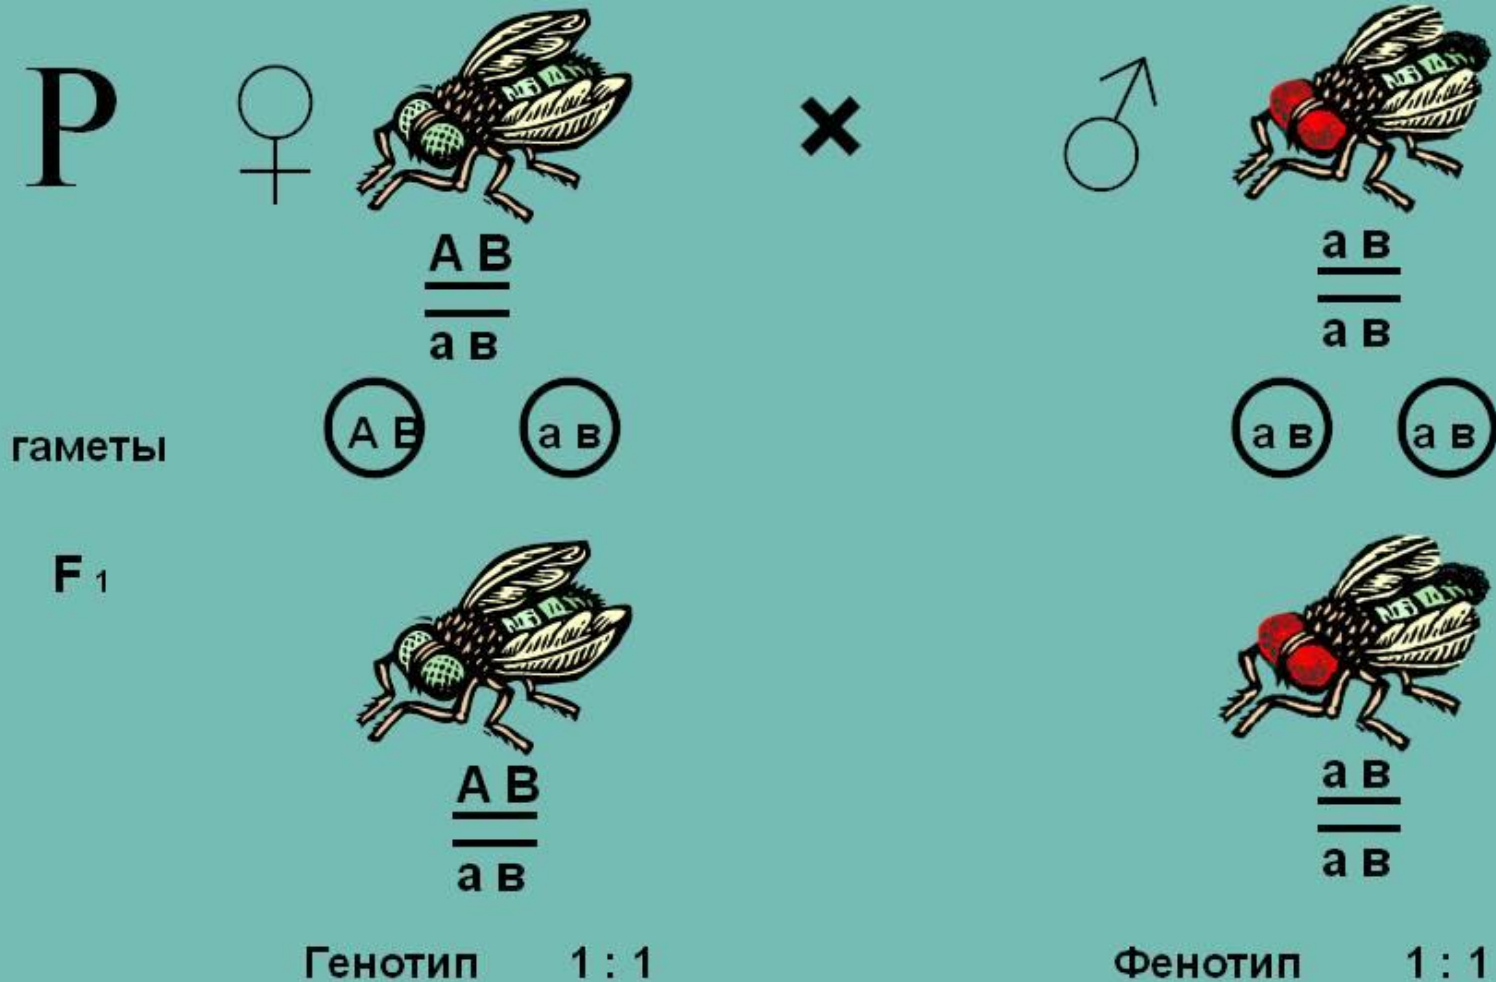 P ♀ × ♂
А В а в
а в а в
гаметы А В а в а в а в
F 1
А В а в
а в а в
Генотип 1 : 1 Фенотип 1 : 1